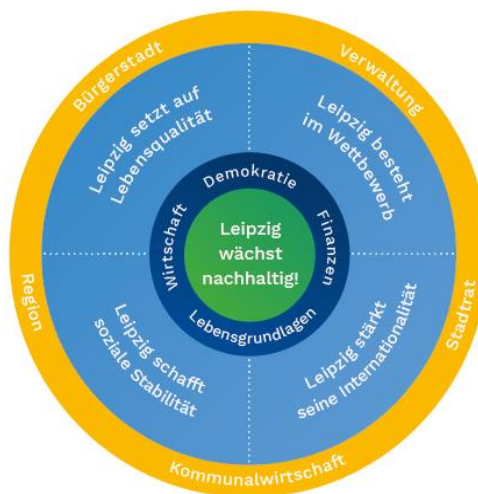 Bürgerstadt
Verwaltung
Leipzig setzt auf
Lebensqualität
Leipzig besteht
im Wettbewerb
Demokratie
Wirtschaft
Finanzen
Leipzig
wächst
nachhaltig!
Lebensgrundlagen
Region
Stadtrat
Leipzig schafft
soziale Stabilität
Leipzig stärkt
seine Internationalität
Kommunalwirtschaft